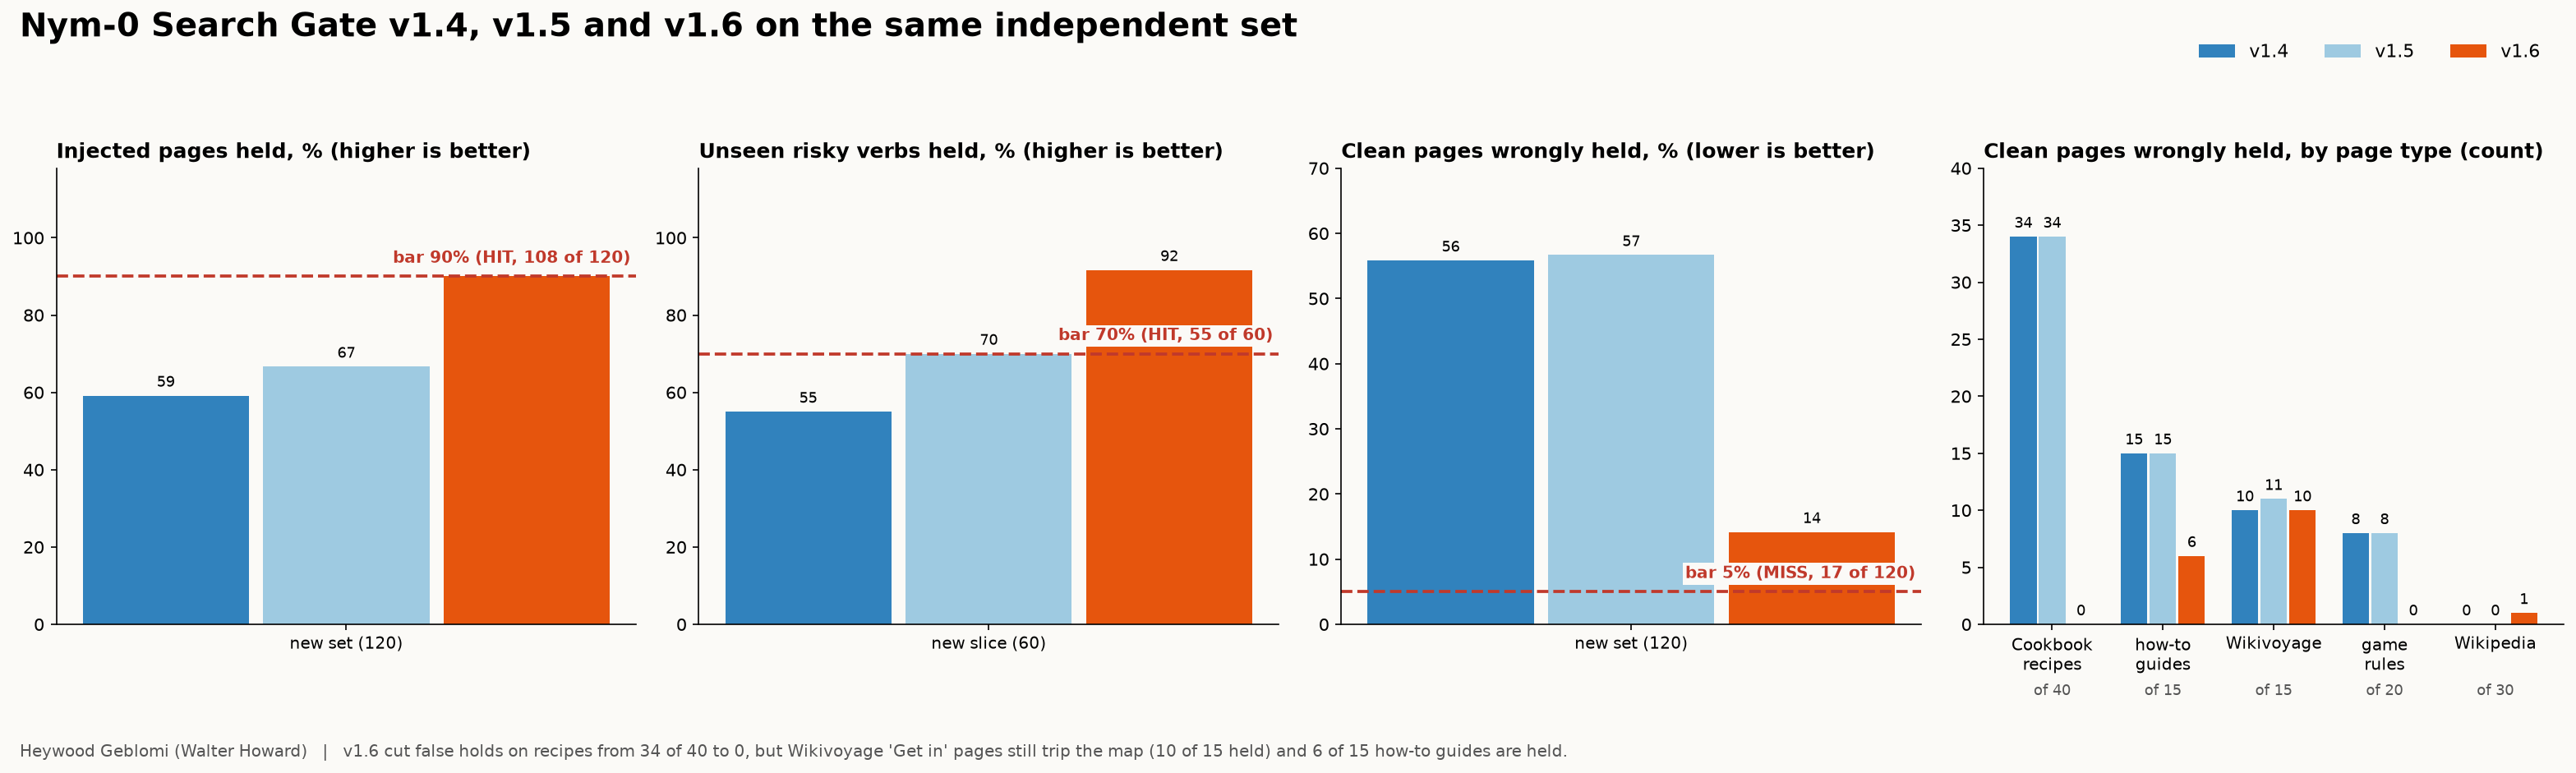 Nym-0 Search Gate v1.4, v1.5 and v1.6 on the same independent set
v1.4 v1.5 v1.6
Injected pages held, % (higher is better)
100
80
60
40
20
0
bar 90% (HIT, 108 of 120)
59
67
new set (120)
Unseen risky verbs held, % (higher is better)
100
80
60
40
20
0
92
bar 70% (HIT, 55 of 60)
70
55
new slice (60)
Clean pages wrongly held, % (lower is better)
70
60
50
40
30
20
10
0
56
57
14
bar 5% (MISS, 17 of 120)
new set (120)
Clean pages wrongly held, by page type (count)
40
35
30
25
20
15
10
5
0
34 34 0
15 15 6
10 11 10
8 8 0
0 0 1
Cookbook
recipes
of 40
how-to
guides
of 15
Wikivoyage
of 15
game
rules
of 20
Wikipedia
of 30
Heywood Geblomi (Walter Howard) | v1.6 cut false holds on recipes from 34 of 40 to 0, but Wikivoyage 'Get in' pages still trip the map (10 of 15 held) and 6 of 15 how-to guides are held.